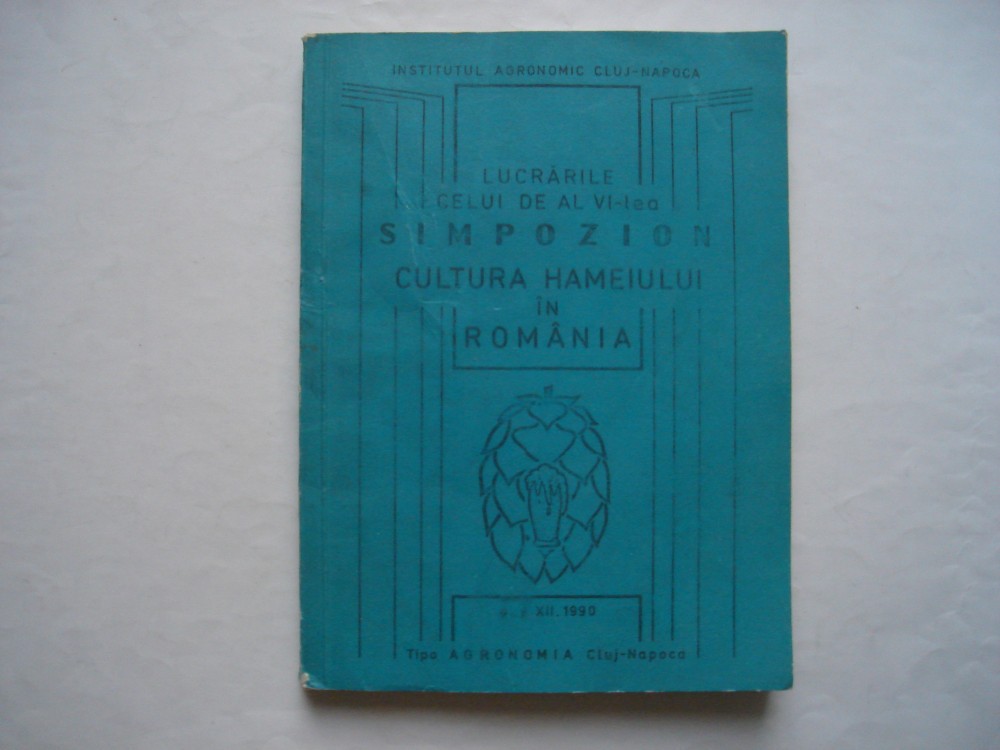 INSTITUTUL AGRONOMIC CLUJ-NAPOCA
LUCRĂRILE
CELUI DE AL VI-lea
SIMPOZION
CULTURA HAMEIULUI
ÎN
ROMÂNIA
XII. 1990
Tipo AGRONOMIA Cluj-Napoca